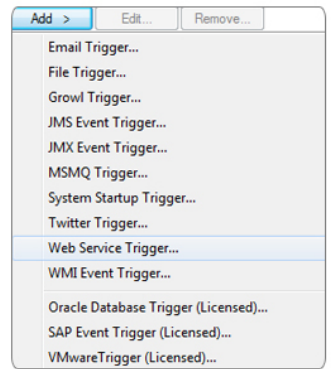 Add > Edit... Remove...
Email Trigger...
File Trigger...
Growl Trigger...
JMS Event Trigger...
JMX Event Trigger...
MSMQ Trigger...
System Startup Trigger...
Twitter Trigger...
Web Service Trigger...
WMI Event Trigger...
Oracle Database Trigger (Licensed)...
SAP Event Trigger (Licensed)...
VMwareTrigger (Licensed)...